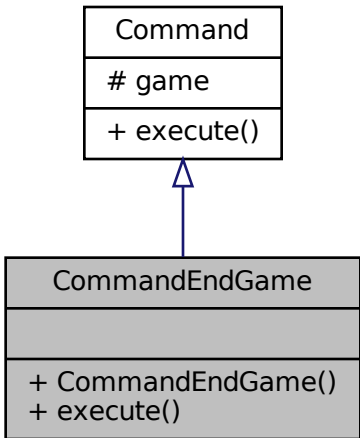 Command
# game
+ execute()
CommandEndGame
+ CommandEndGame()
+ execute()